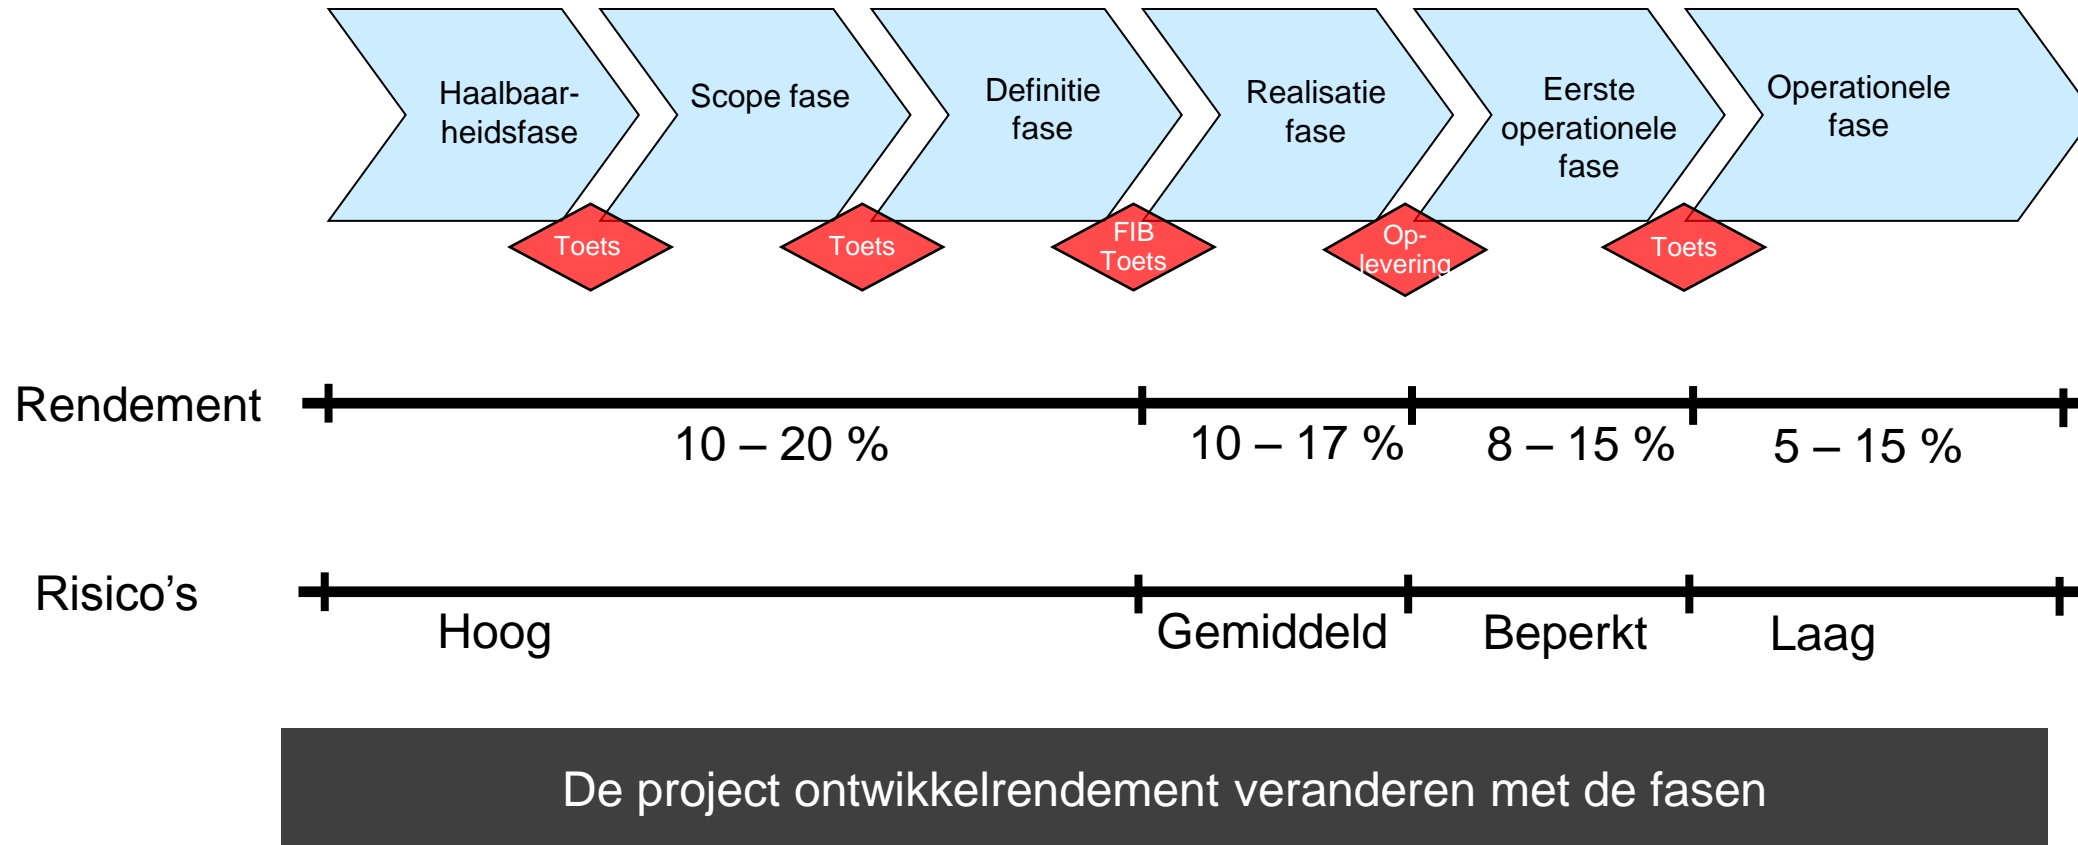 Haalbaar-
heidsfase
Scope fase
Definitie
fase
Realisatie
fase
Eerste
operationele
fase
Operationele
fase
Toets
Toets
FIB
Toets
Op-
levering
Toets
Rendement
10 – 20 %
10 – 17 %
8 – 15 %
5 – 15 %
Risico’s
Hoog
Gemiddeld
Beperkt
Laag
De project ontwikkelrendement veranderen met de fasen